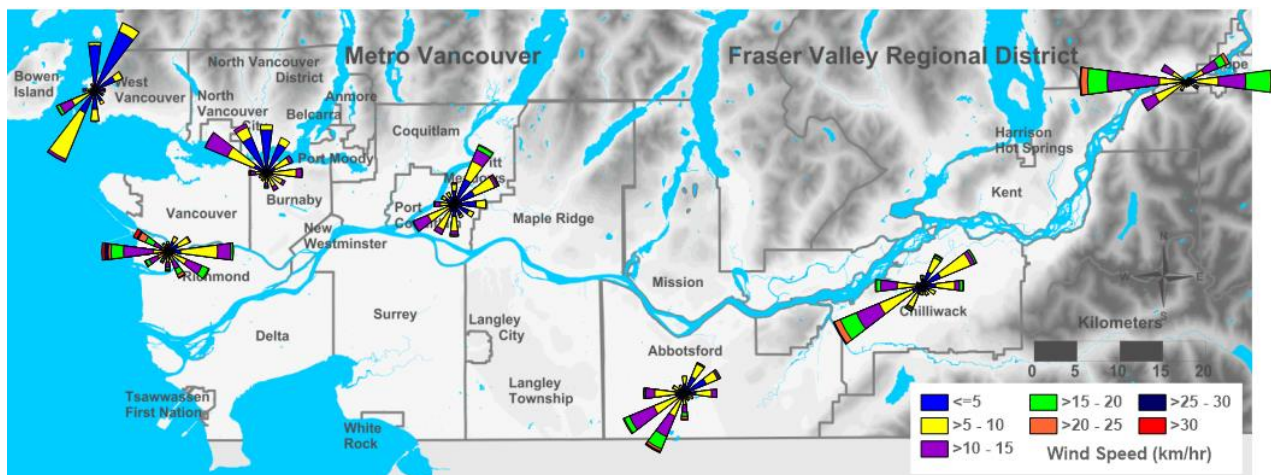 Metro Vancouver
Fraser Valley Regional District
North Vancouver
District
Bowen
Island
West
Vancouver
North
Vancouver
Anmore
Belcarra
Coquitlam
Port Moody
Harrison
Hot Springs
Kent
Vancouver
Burnaby
Port
Maple Ridge
New
Westminster
Richmond
Mission
N
W
E
S
Chilliwack
Delta
Surrey
Langley
City
Abbotsford
Kilometers
0 5 10 15 20
Langley
Township
Tsawwassen
First Nation
White
Rock
<=5
>5 - 10
>10 - 15
>15 - 20
>20 - 25
>25 - 30
>30
Wind Speed (km/hr)